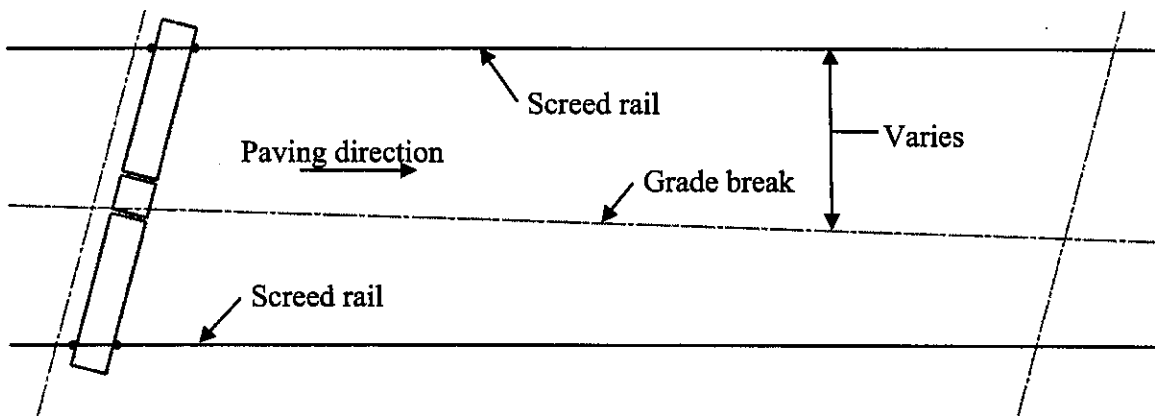 Screed rail
Varies
Paving direction
Grade break
Screed rail